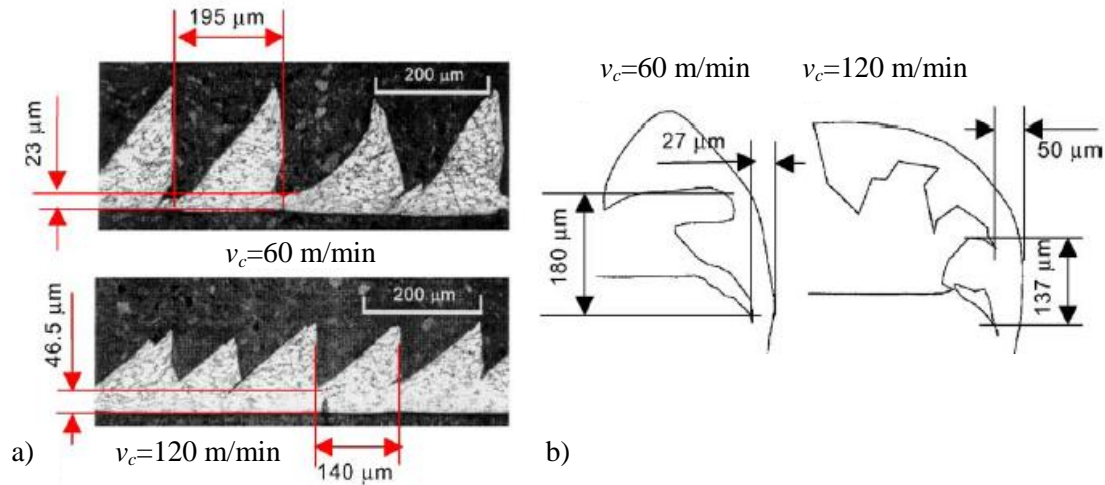 195 µm
200 µm
23 µm
v_c=60 m/min
200 µm
46.5 µm
a)
v_c=120 m/min
140 µm
v_c=60 m/min
v_c=120 m/min
27 µm
50 µm
180 µm
137 µm
b)